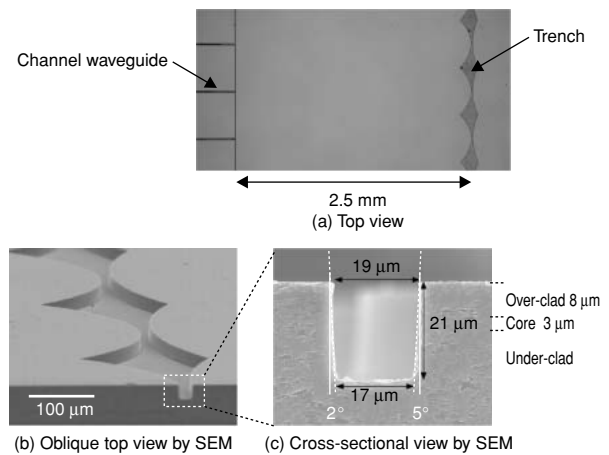 Channel waveguide
Trench
2.5 mm
(a) Top view
19 μm
21 μm
17 μm
2°
5°
Over-clad 8 μm
Core 3 μm
Under-clad
100 μm
(b) Oblique top view by SEM
(c) Cross-sectional view by SEM